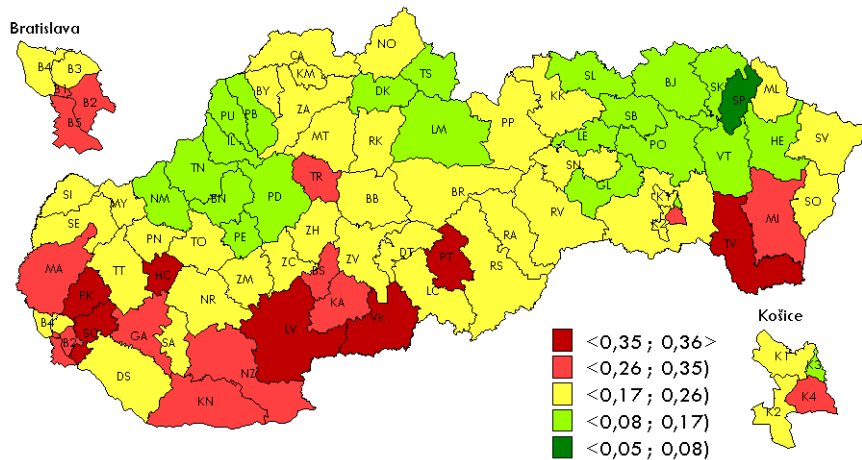 Bratislava
B4
B3
B1
B2
B5
NO
CA
KM
BY
ZA
MT
PU
PB
IL
TS
DK
LM
RK
PP
KK
SL
BJ
SK
SP
ML
SB
LE
PO
VT
HE
SV
SN
GL
SO
MI
TV
TN
BN
PD
PE
NM
TR
BB
BR
RV
RA
RS
PT
DT
LC
ZV
ZH
ZC
BS
KA
VK
LV
ZM
NR
TO
PN
MY
SI
SE
MA
TT
HC
PK
SC
GA
SA
B4
B2
DS
KN
NZ
K1
K2
Košice
K1
K3
K4
K2
<0,35 ; 0,36>
<0,26 ; 0,35)
<0,17 ; 0,26)
<0,08 ; 0,17)
<0,05 ; 0,08)